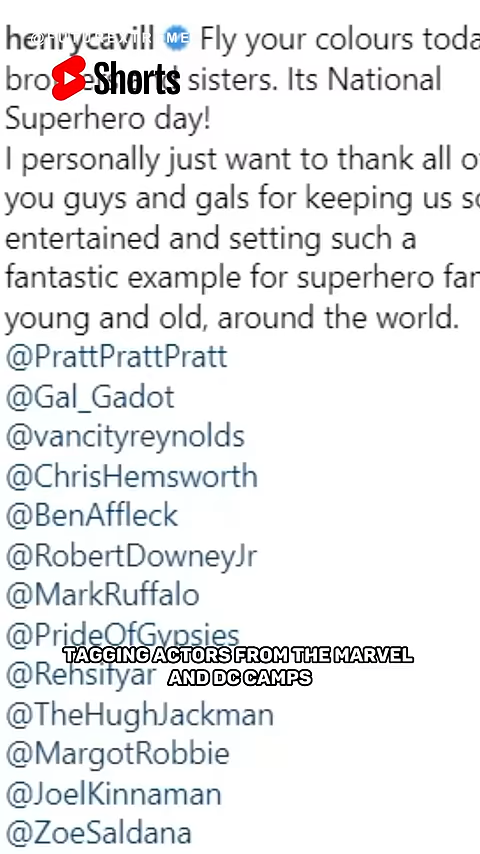 henrycavill Fly your colours toda
@FUTUREXTREME
Shorts
sisters. Its National
Superhero day!
I personally just want to thank all o
you guys and gals for keeping us so
entertained and setting such a
fantastic example for superhero fan
young and old, around the world.
@PrattPrattPratt
@Gal_Gadot
@vancityreynolds
@ChrisHemsworth
@BenAffleck
@RobertDowneyJr
@MarkRuffalo
@PrideOfGypsies
TAGGING ACTORS FROM THE MARVEL
AND DC CAMPS
@Rehsifyar
@TheHughJackman
@MargotRobbie
@JoelKinnaman
@ZoeSaldana